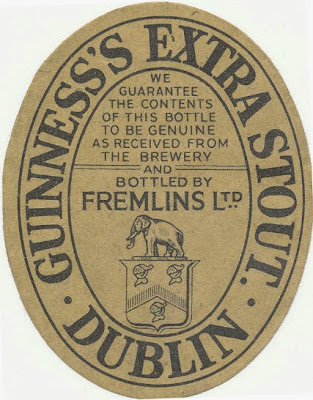 GUINNESS'S EXTRA STOUT.
WE
GUARANTEE
THE CONTENTS
OF THIS BOTTLE
TO BE GENUINE
AS RECEIVED FROM
THE BREWERY
AND
BOTTLED BY
FREMLINS LTD.
· DUBLIN ·